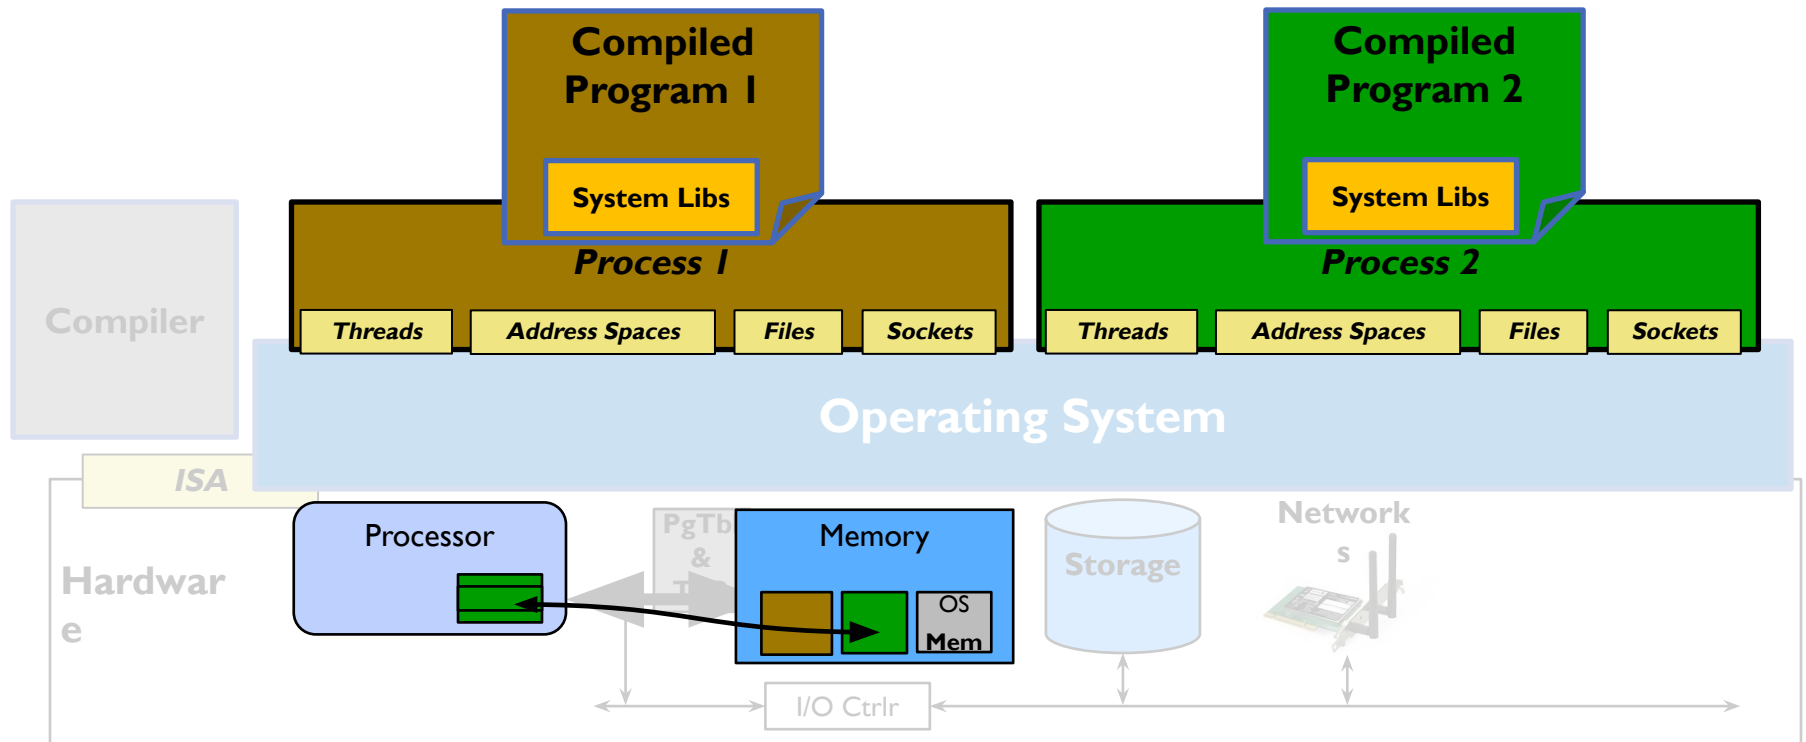 Compiled
Program 1
System Libs
Process 1
Threads
Address Spaces
Files
Sockets
Compiled
Program 2
System Libs
Process 2
Threads
Address Spaces
Files
Sockets
Compiler
Operating System
ISA
Hardwar
e
Processor
PgTb
&
Memory
OS
Mem
Storage
Network
s
I/O Ctrlr